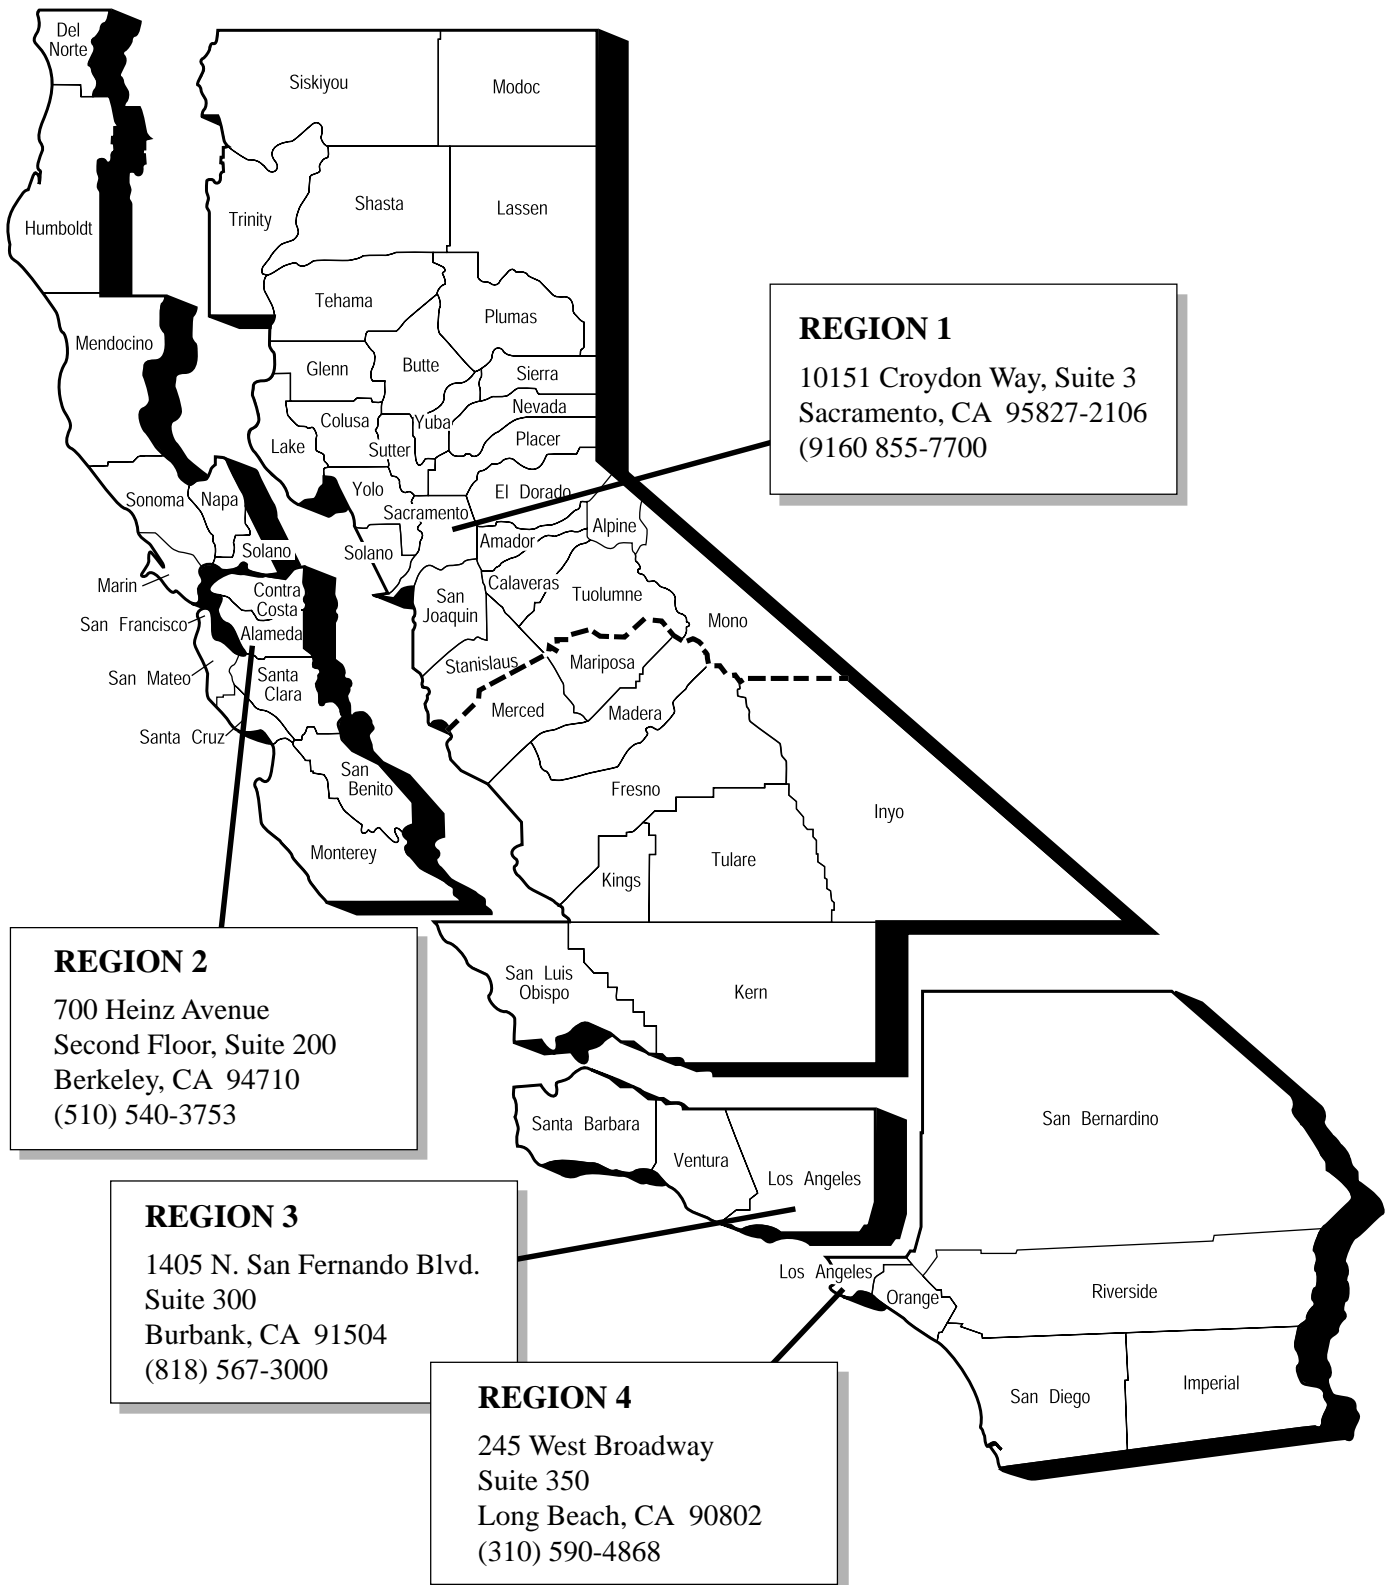 Del
Norte
Siskiyou
Modoc
Humboldt
Trinity
Shasta
Lassen
Tehama
Plumas
Mendocino
Glenn
Butte
Sierra
Nevada
Colusa
Yuba
Placer
Lake
Sutter
Sonoma
Napa
Yolo
El Dorado
Sacramento
Alpine
Solano
Solano
Amador
Marin
Contra
Costa
San
Joaquin
Calaveras
Tuolumne
Mono
San Francisco
Alameda
Stanislaus
Mariposa
San Mateo
Santa
Clara
Merced
Madera
Santa Cruz
San
Benito
Fresno
Inyo
Monterey
Kings
Tulare
San Luis
Obispo
Kern
Santa Barbara
Ventura
Los Angeles
San Bernardino
Los Angeles
Orange
Riverside
San Diego
Imperial
REGION 1
10151 Croydon Way, Suite 3
Sacramento, CA 95827-2106
(9160 855-7700
REGION 2
700 Heinz Avenue
Second Floor, Suite 200
Berkeley, CA 94710
(510) 540-3753
REGION 3
1405 N. San Fernando Blvd.
Suite 300
Burbank, CA 91504
(818) 567-3000
REGION 4
245 West Broadway
Suite 350
Long Beach, CA 90802
(310) 590-4868